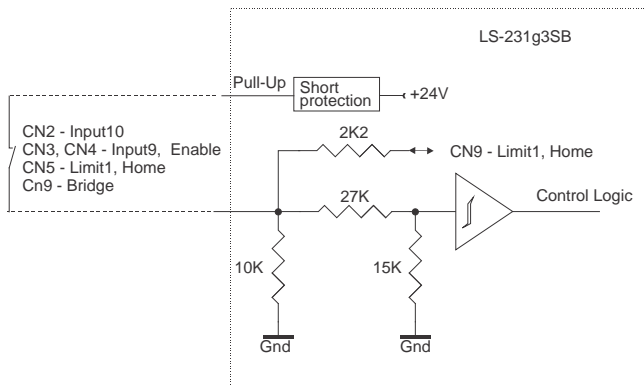 LS-231g3SB
Pull-Up
Short
protection
+24V
CN2 - Input10
CN3, CN4 - Input9, Enable
CN5 - Limit1, Home
Cn9 - Bridge
2K2
CN9 - Limit1, Home
27K
Control Logic
10K
15K
Gnd
Gnd